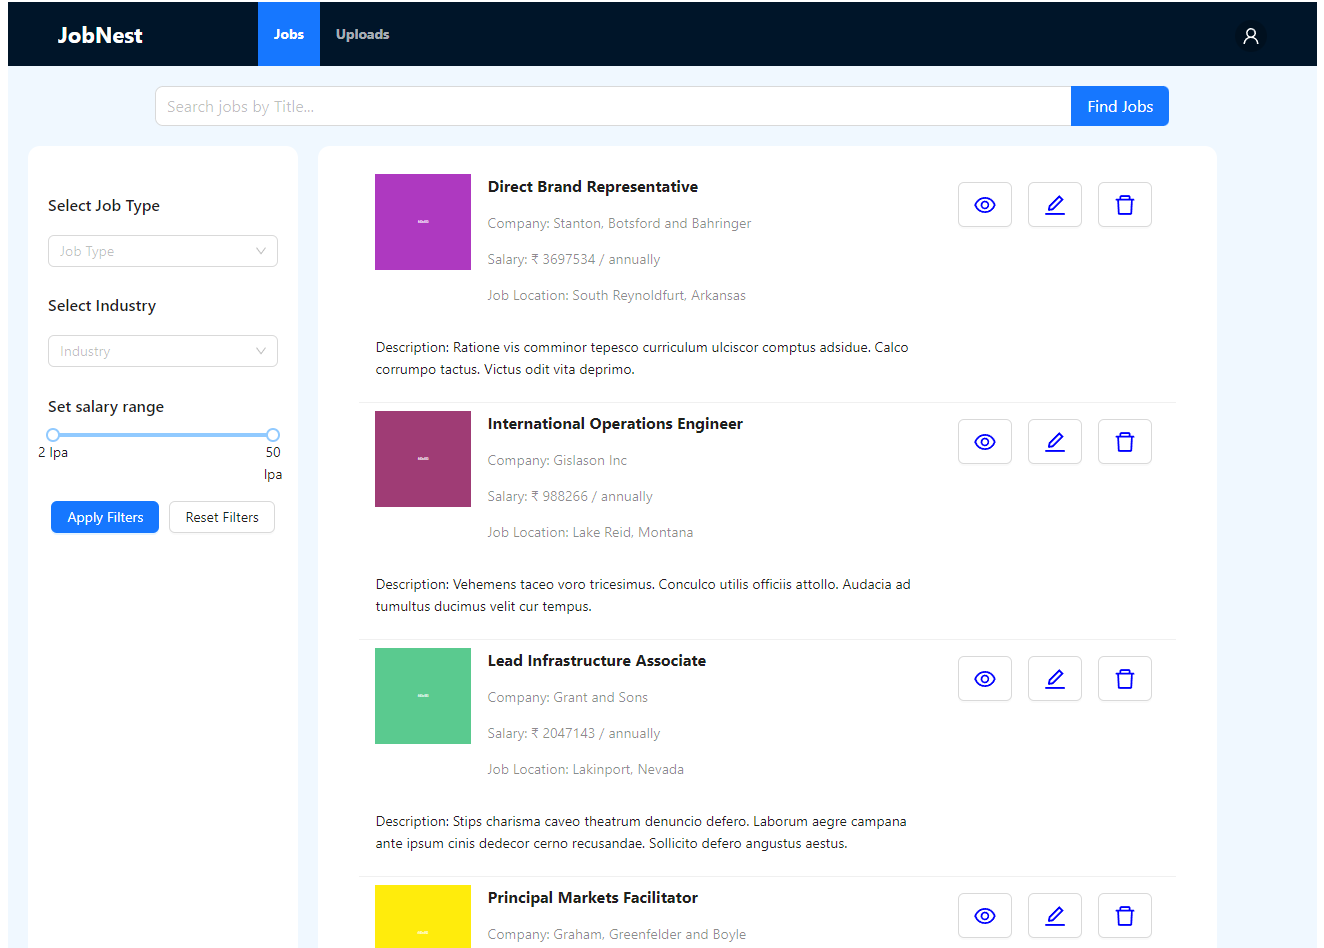 JobNest
Jobs
Uploads
Search jobs by Title...
Find Jobs
Select Job Type
Job Type
Select Industry
Industry
Set salary range
2 lpa
50
lpa
Apply Filters
Reset Filters
Direct Brand Representative
Company: Stanton, Botsford and Bahringer
Salary: ₹ 3697534 / annually
Job Location: South Reynoldfurt, Arkansas
Description: Ratione vis comminor tepesco curriculum ulciscor comptus adsidue. Calco
corrumpo tactus. Victus odit vita deprimo.
International Operations Engineer
Company: Gislason Inc
Salary: ₹ 988266 / annually
Job Location: Lake Reid, Montana
Description: Vehemens taceo voro tricesimus. Conculco utilis officiis attollo. Audacia ad
tumultus ducimus velit cur tempus.
Lead Infrastructure Associate
Company: Grant and Sons
Salary: ₹ 2047143 / annually
Job Location: Lakinport, Nevada
Description: Stips charisma caveo theatrum denuncio defero. Laborum aegre campana
ante ipsum cinis dedecor cerno recusandae. Sollicito defero angustus aestus.
Principal Markets Facilitator
Company: Graham, Greenfelder and Boyle